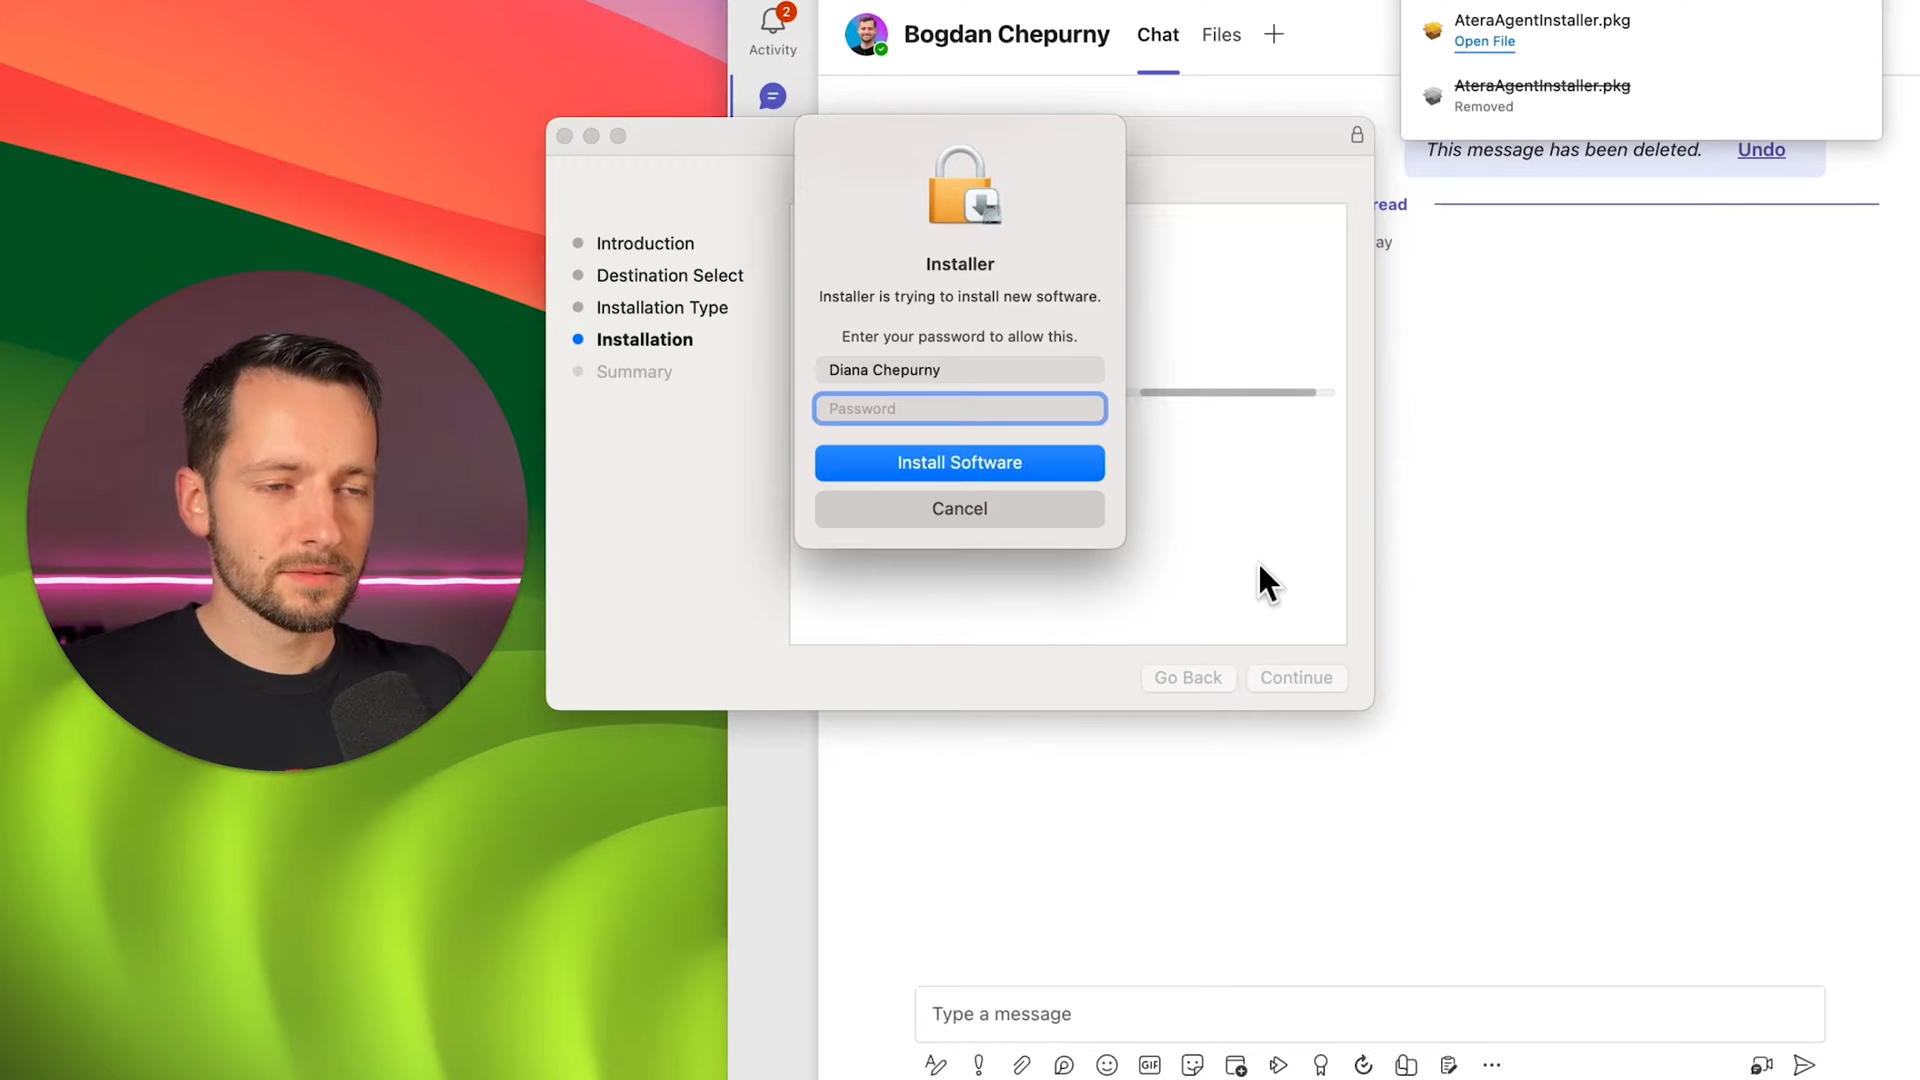 2
Activity
Bogdan Chepurny
Chat
Files
AteraAgentInstaller.pkg
Open File
AteraAgentInstaller.pkg
Removed
This message has been deleted.
Undo
read
ay
Introduction
Destination Select
Installation Type
Installation
Summary
Installer
Installer is trying to install new software.
Enter your password to allow this.
Diana Chepurny
Password
Install Software
Cancel
Go Back
Continue
Type a message
GIF